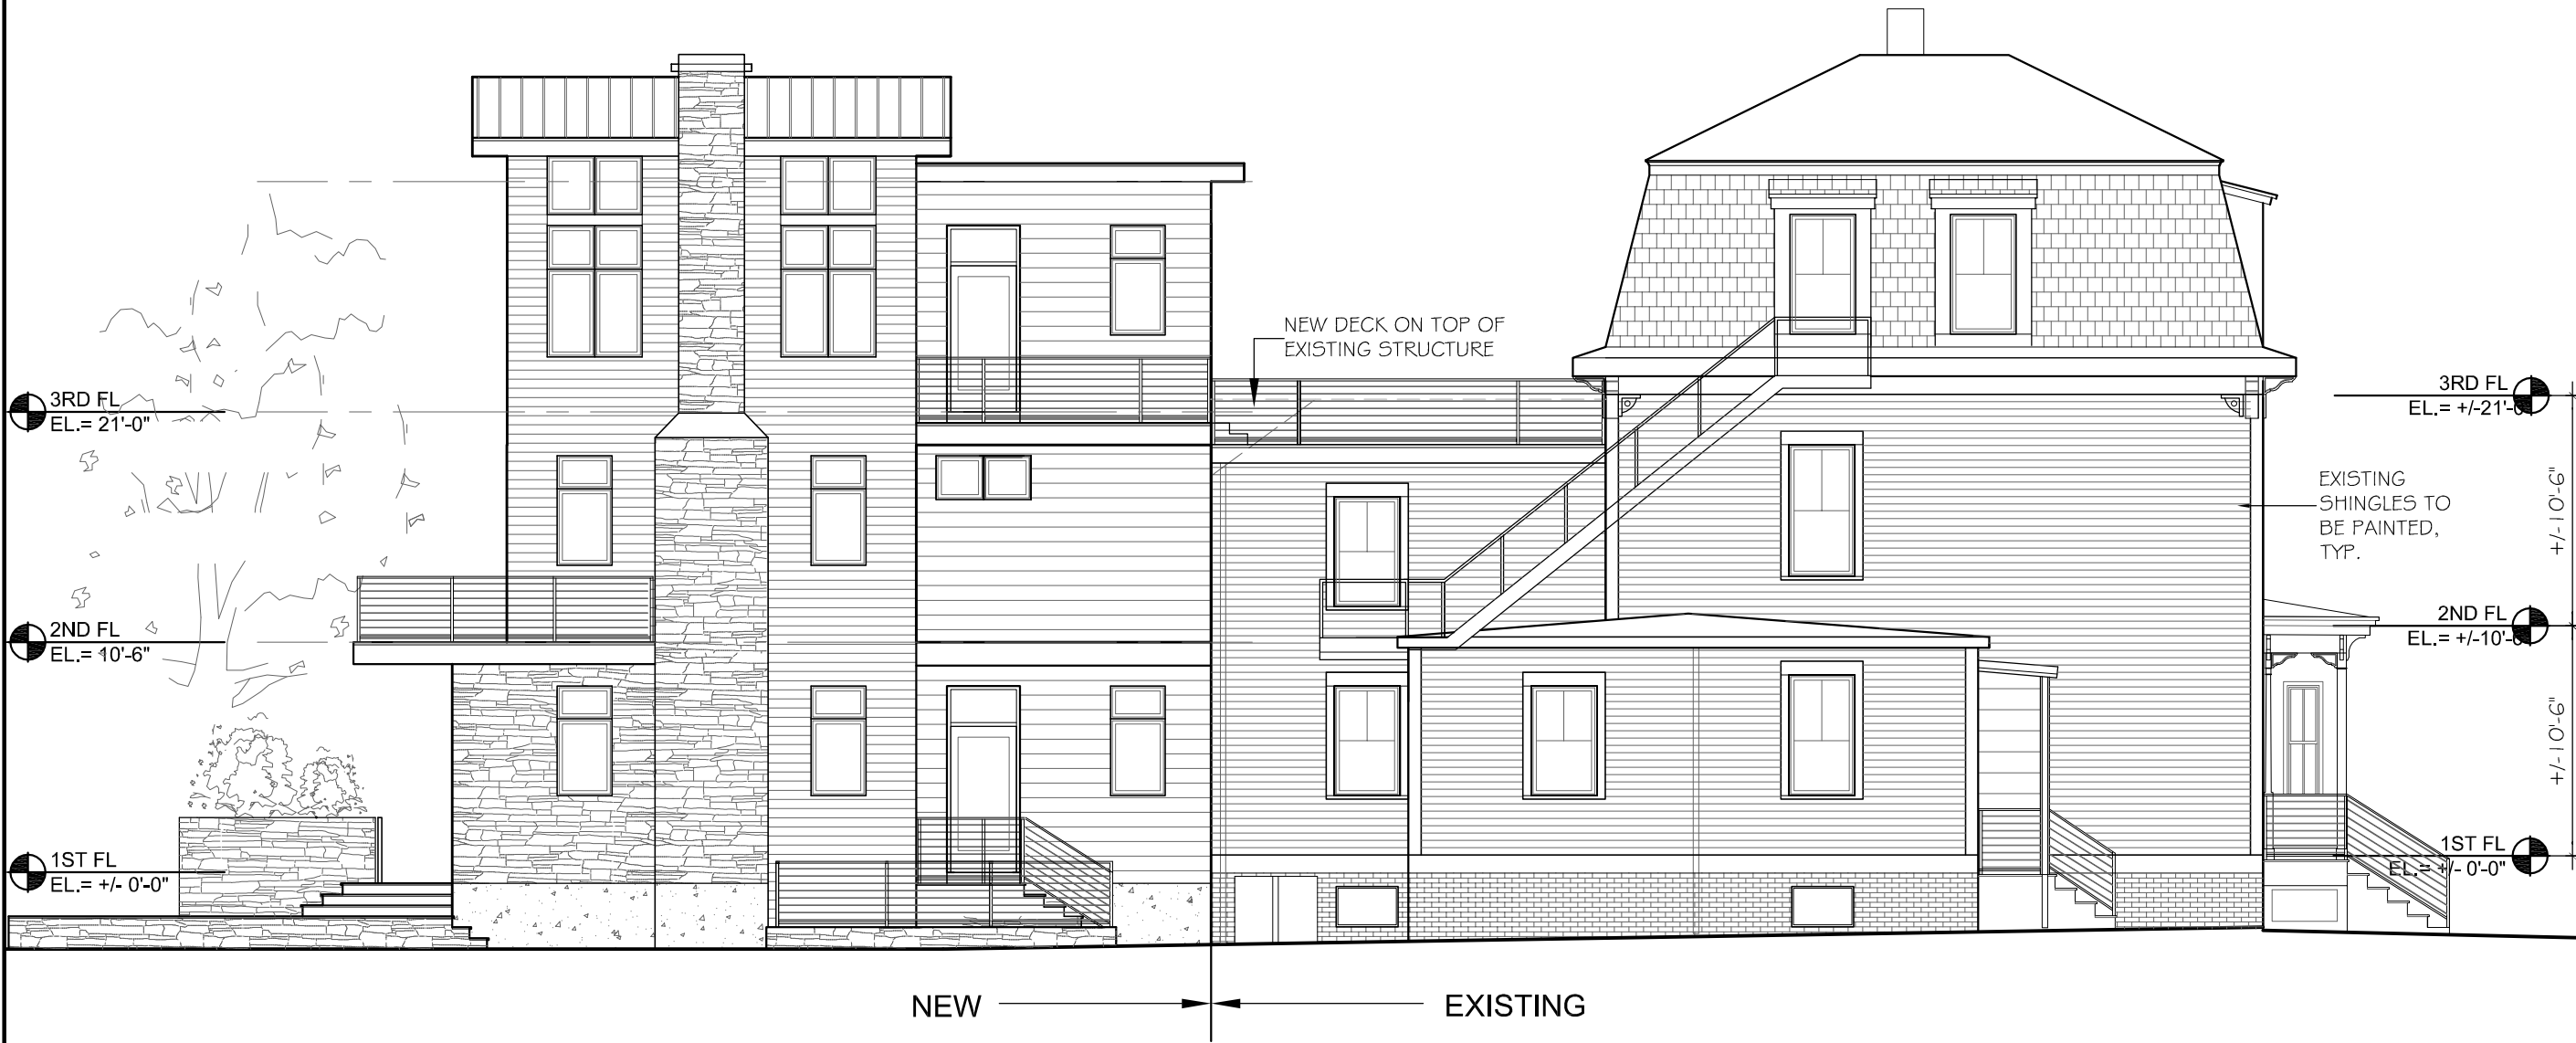 NEW DECK ON TOP OF
EXISTING STRUCTURE
3RD FL
EL.= 21'-0"
3RD FL
EL.= +/-21'-0"
EXISTING
SHINGLES TO
BE PAINTED,
TYP.
+/-10'-6"
2ND FL
EL.= 10'-6"
2ND FL
EL.= +/-10'-6"
+/-10'-6"
1ST FL
EL.= +/- 0'-0"
1ST FL
EL.= +/- 0'-0"
NEW
EXISTING